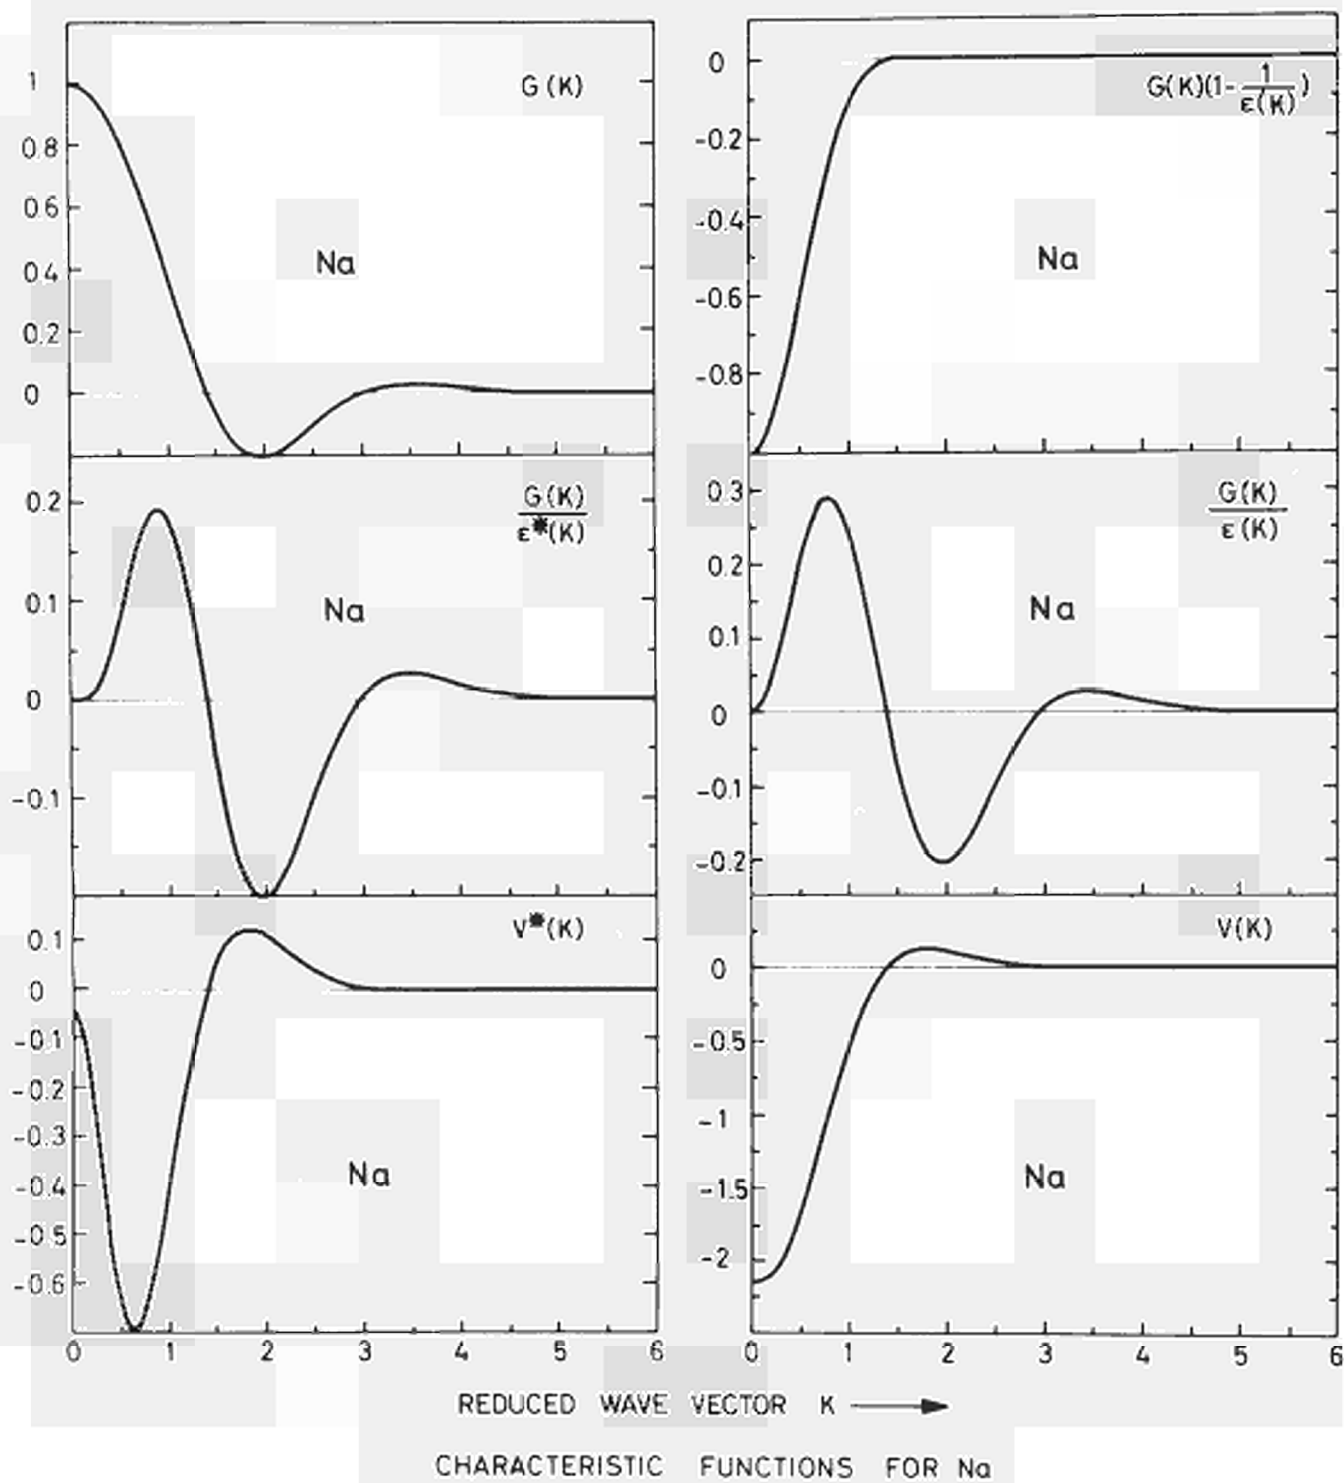 G(K)
1
0.8
0.6
0.4
0.2
0
Na
G(K)(1-1/ε(K))
0
-0.2
-0.4
-0.6
-0.8
Na
G(K)
ε*(K)
0.2
0.1
0
-0.1
Na
G(K)
ε(K)
0.3
0.2
0.1
0
-0.1
-0.2
Na
V*(K)
0.1
0
-0.1
-0.2
-0.3
-0.4
-0.5
-0.6
Na
0 1 2 3 4 5 6
V(K)
0
-0.5
-1
-1.5
-2
Na
0 1 2 3 4 5 6
REDUCED WAVE VECTOR K
CHARACTERISTIC FUNCTIONS FOR Na